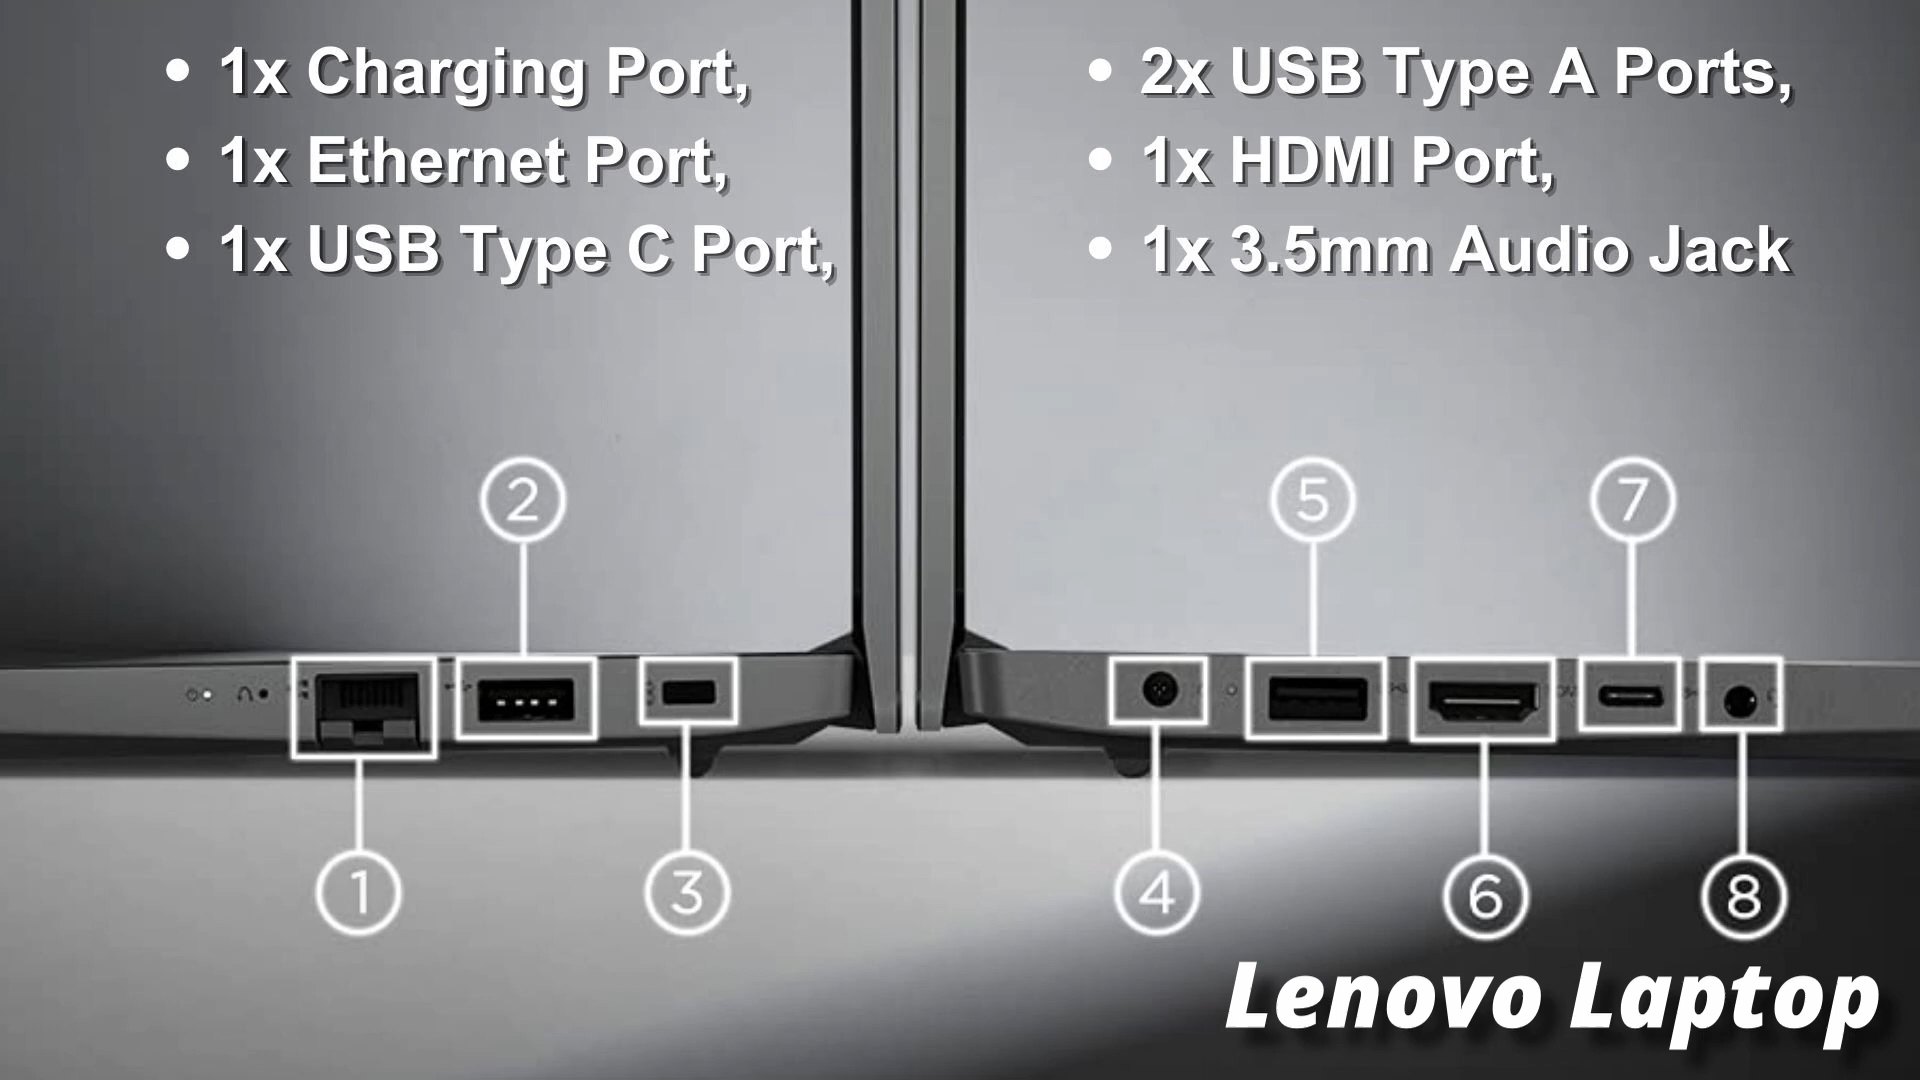 • 1x Charging Port,
• 1x Ethernet Port,
• 1x USB Type C Port,
• 2x USB Type A Ports,
• 1x HDMI Port,
• 1x 3.5mm Audio Jack
2
5
7
1
3
4
6
8
Lenovo Laptop